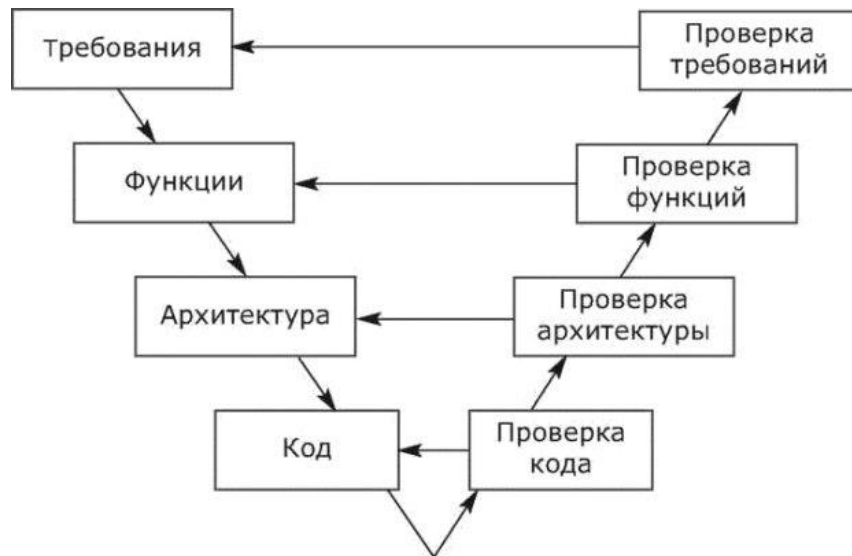 Требования
Проверка
требований
Функции
Проверка
функций
Архитектура
Проверка
архитектуры
Код
Проверка
кода